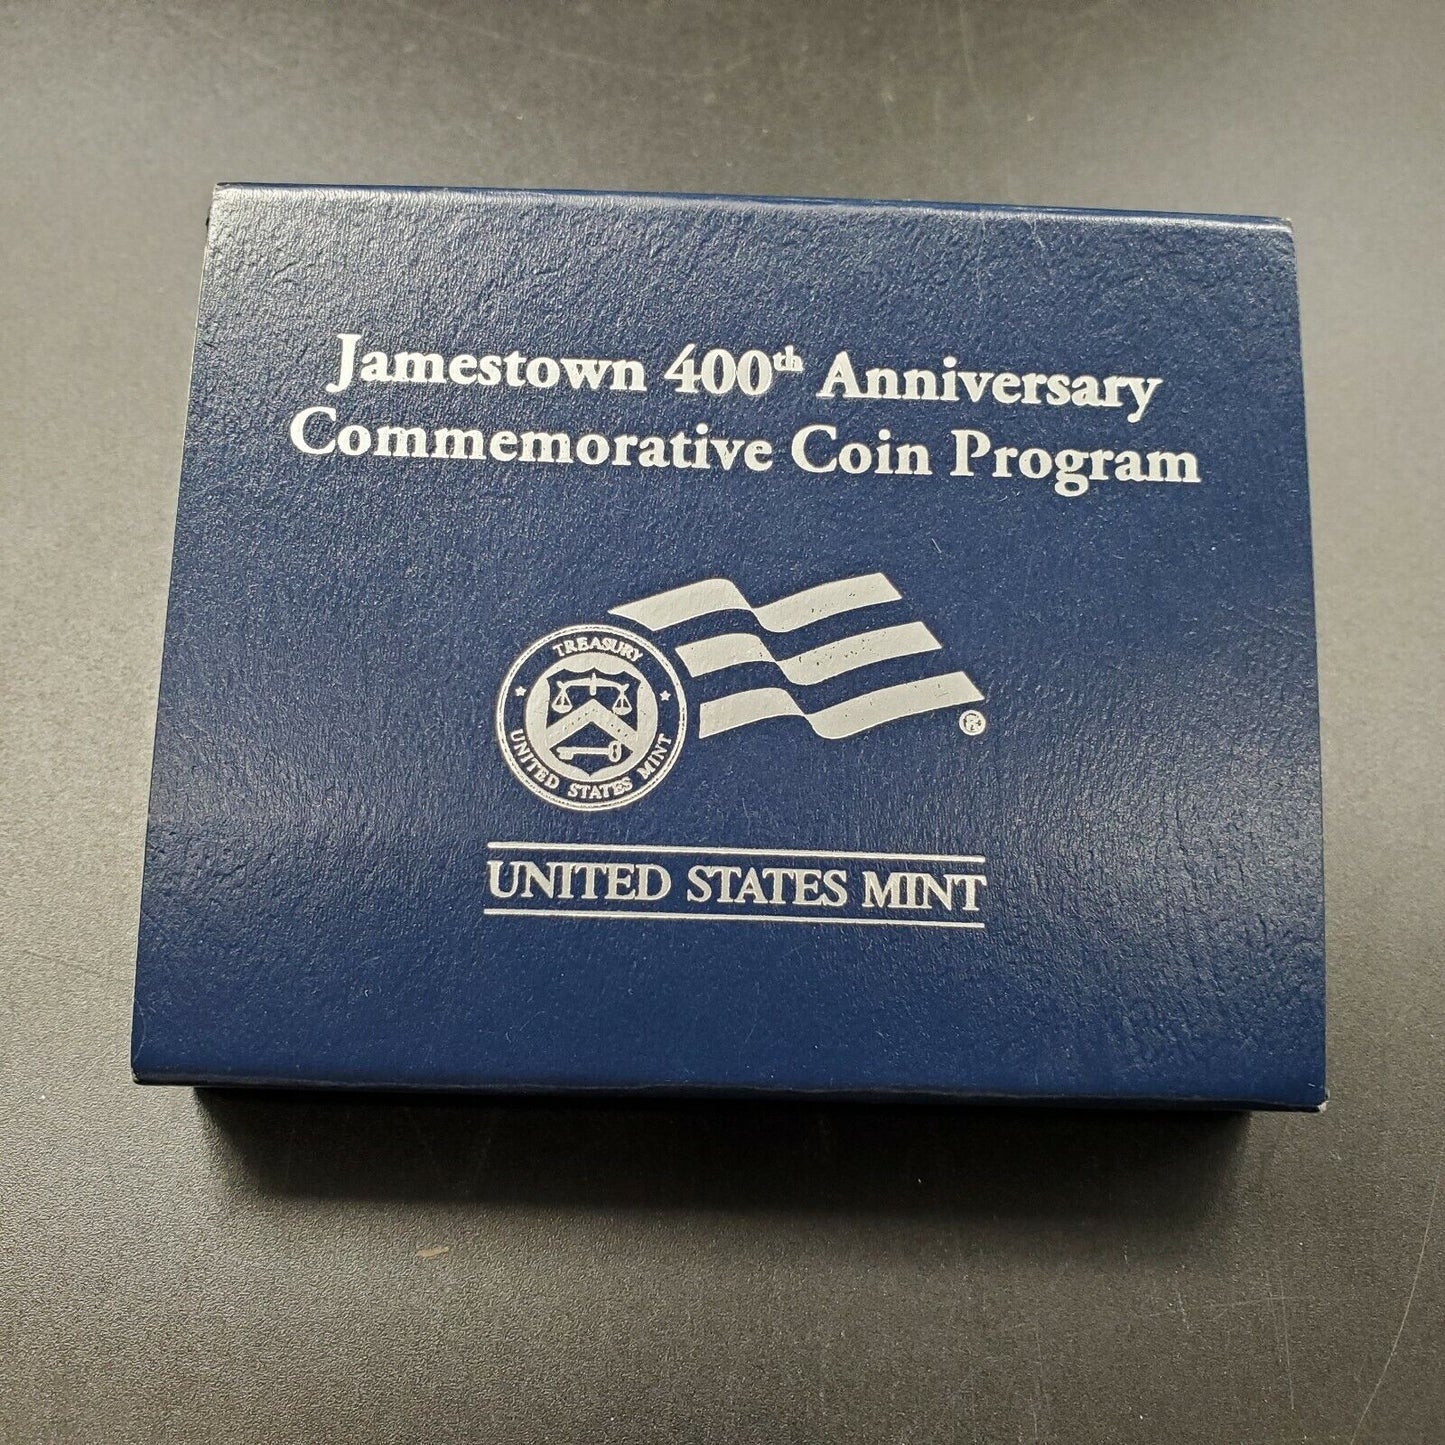 Jamestown 400th Anniversary
Commemorative Coin Program
TREASURY
UNITED STATES MINT
®
UNITED STATES MINT